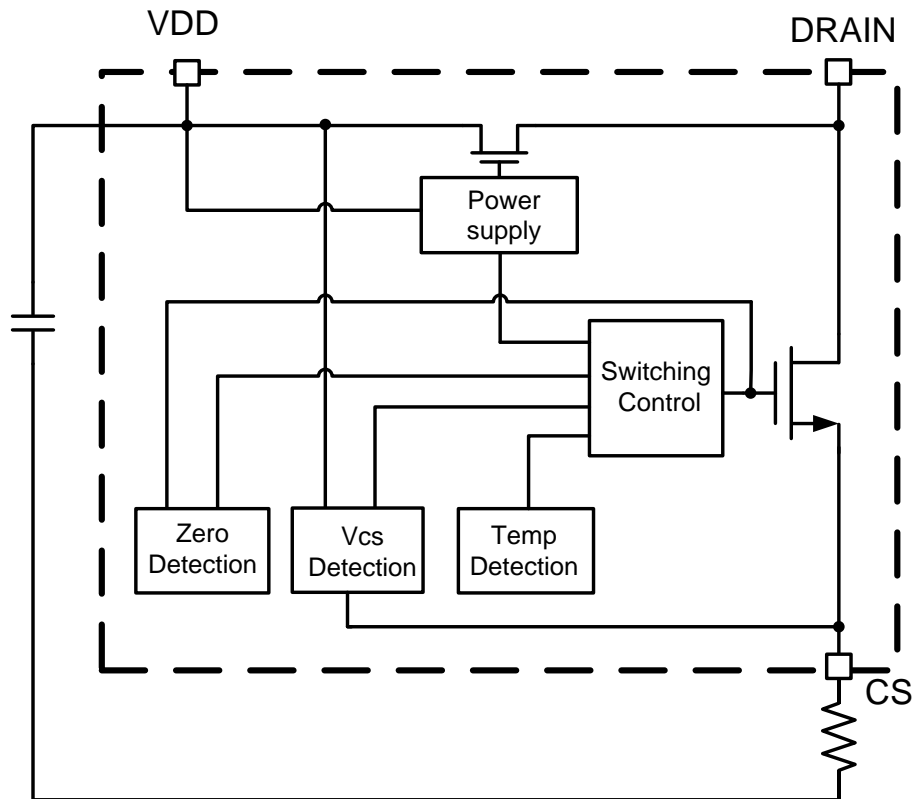 VDD
DRAIN
Power
supply
Switching
Control
Zero
Detection
Vcs
Detection
Temp
Detection
CS